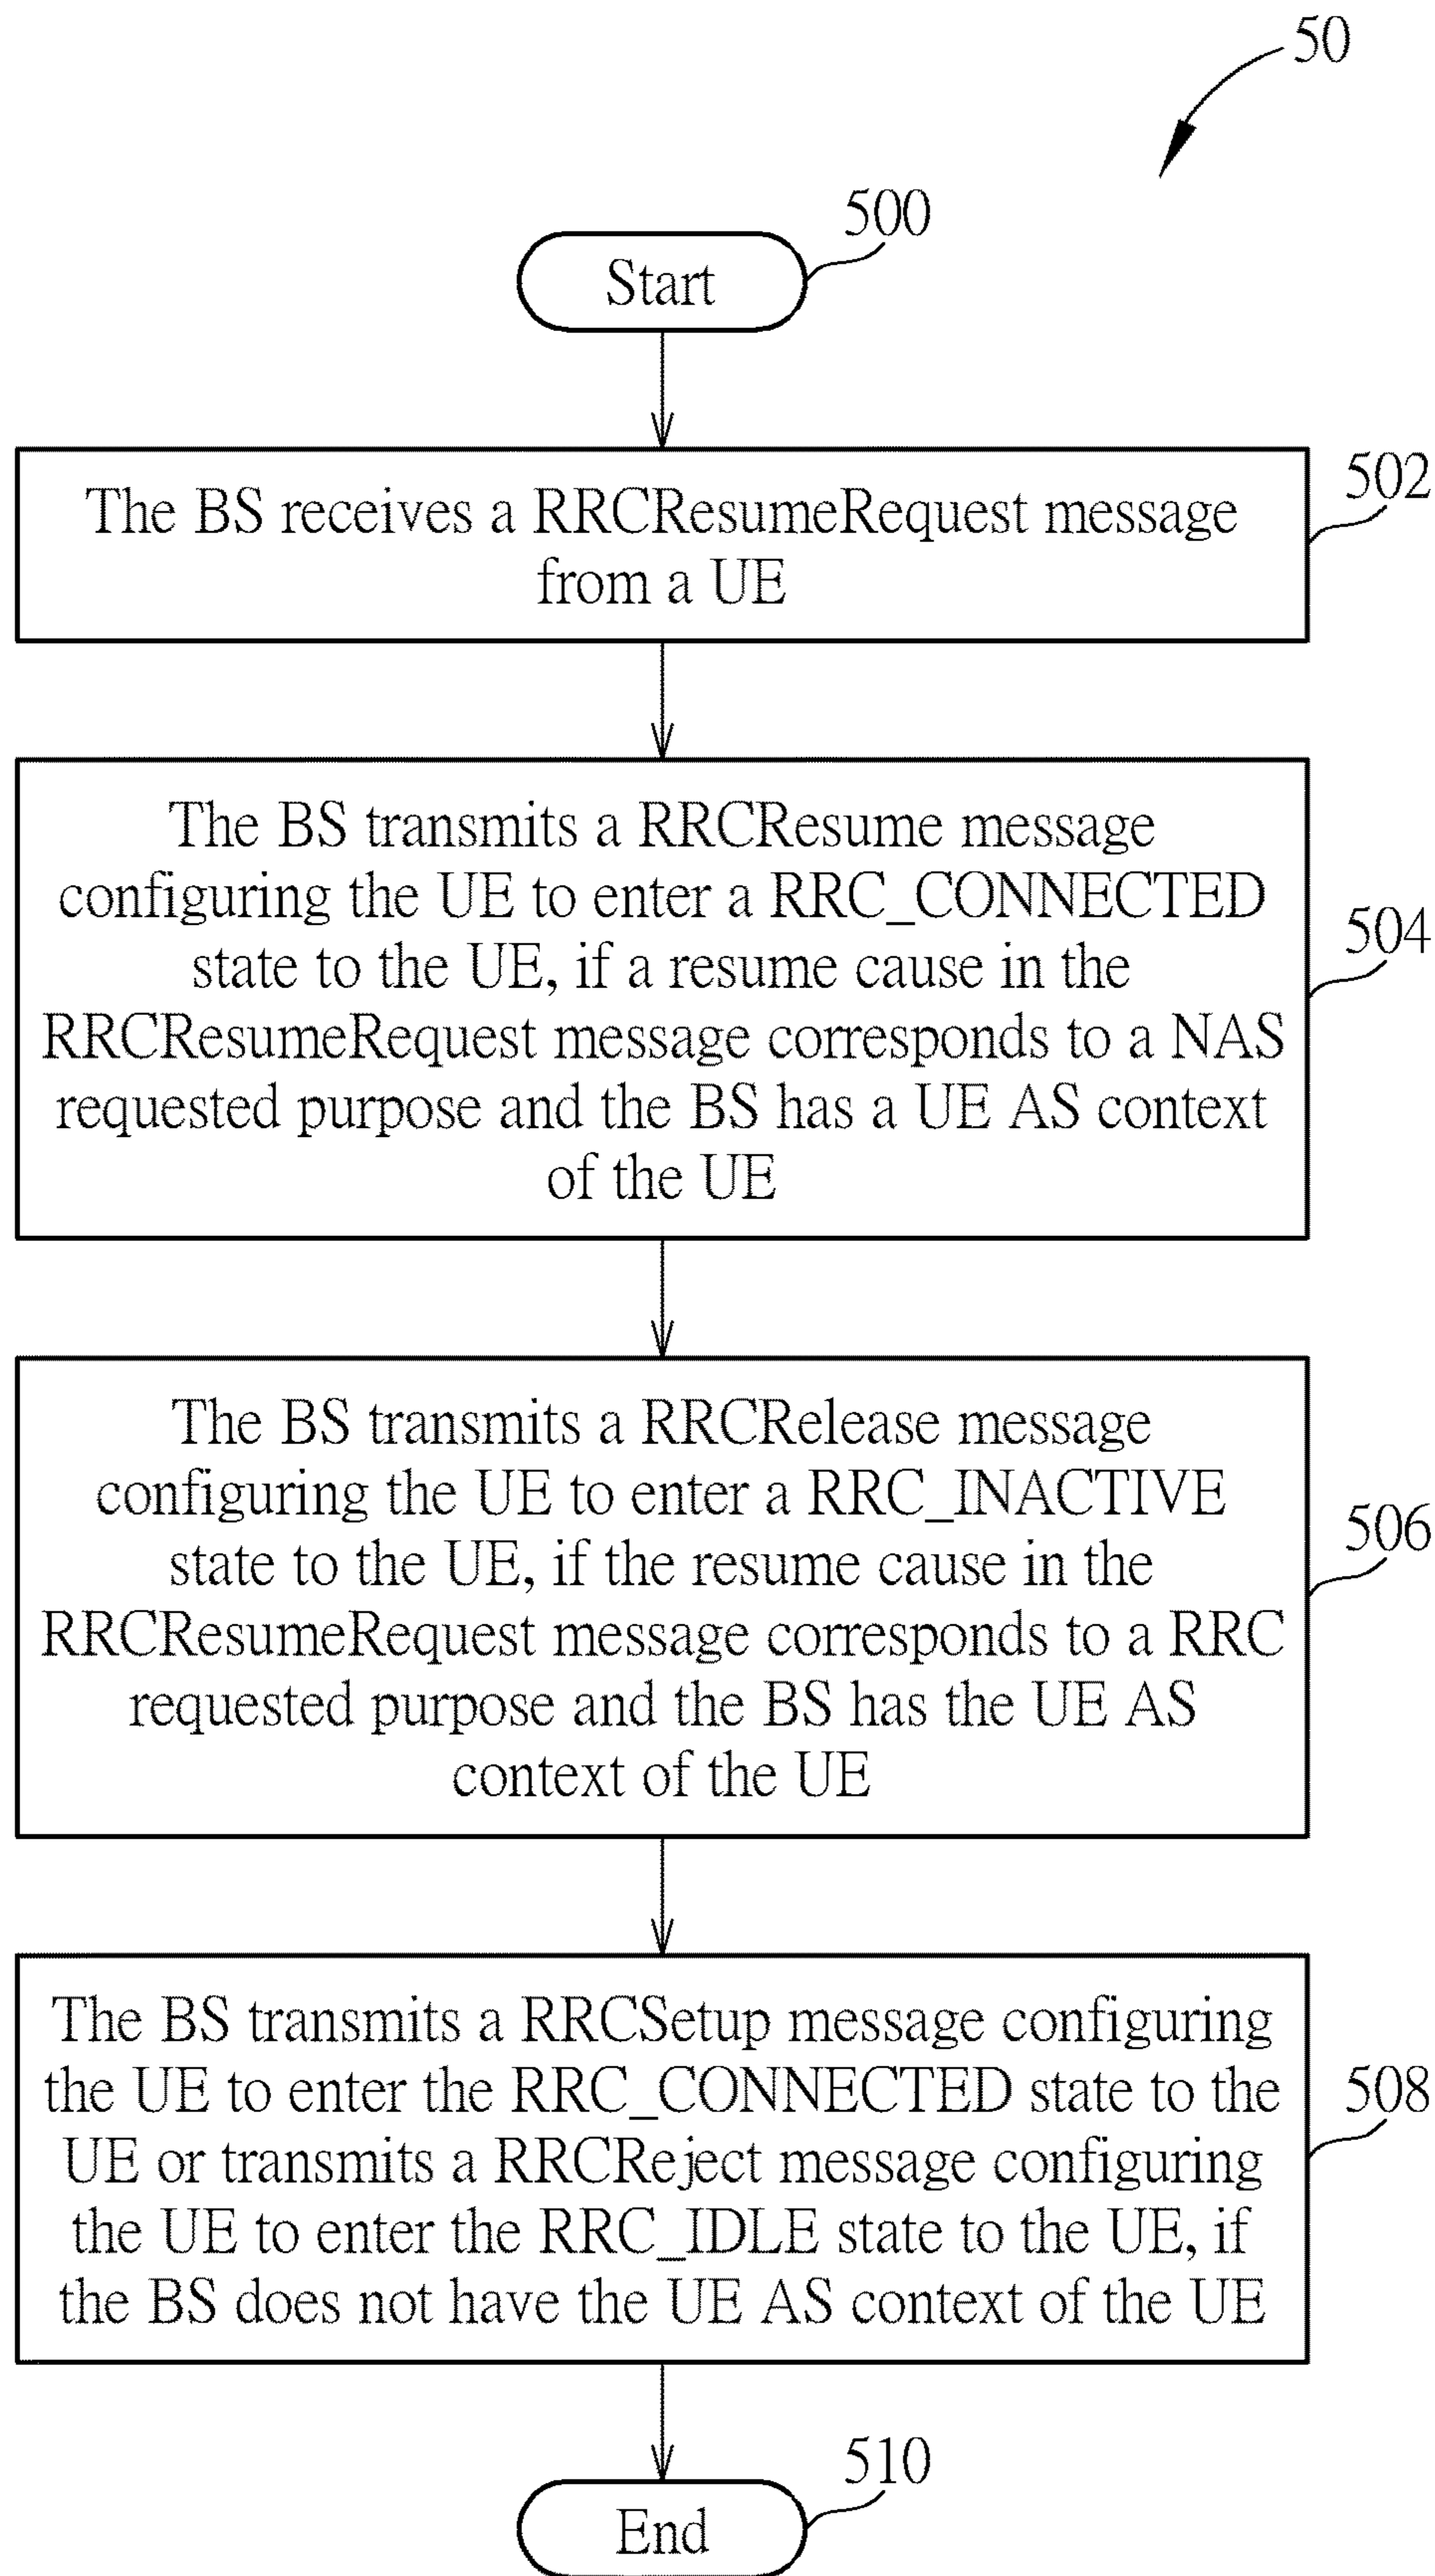 50
500
Start
502
The BS receives a RRCResumeRequest message
from a UE
The BS transmits a RRCResume message
configuring the UE to enter a RRC_CONNECTED
state to the UE, if a resume cause in the
RRCResumeRequest message corresponds to a NAS
requested purpose and the BS has a UE AS context
of the UE
504
The BS transmits a RRCRelease message
configuring the UE to enter a RRC_INACTIVE
state to the UE, if the resume cause in the
RRCResumeRequest message corresponds to a RRC
requested purpose and the BS has the UE AS
context of the UE
506
The BS transmits a RRCSetup message configuring
the UE to enter the RRC_CONNECTED state to the
UE or transmits a RRCReject message configuring
the UE to enter the RRC_IDLE state to the UE, if
the BS does not have the UE AS context of the UE
508
510
End